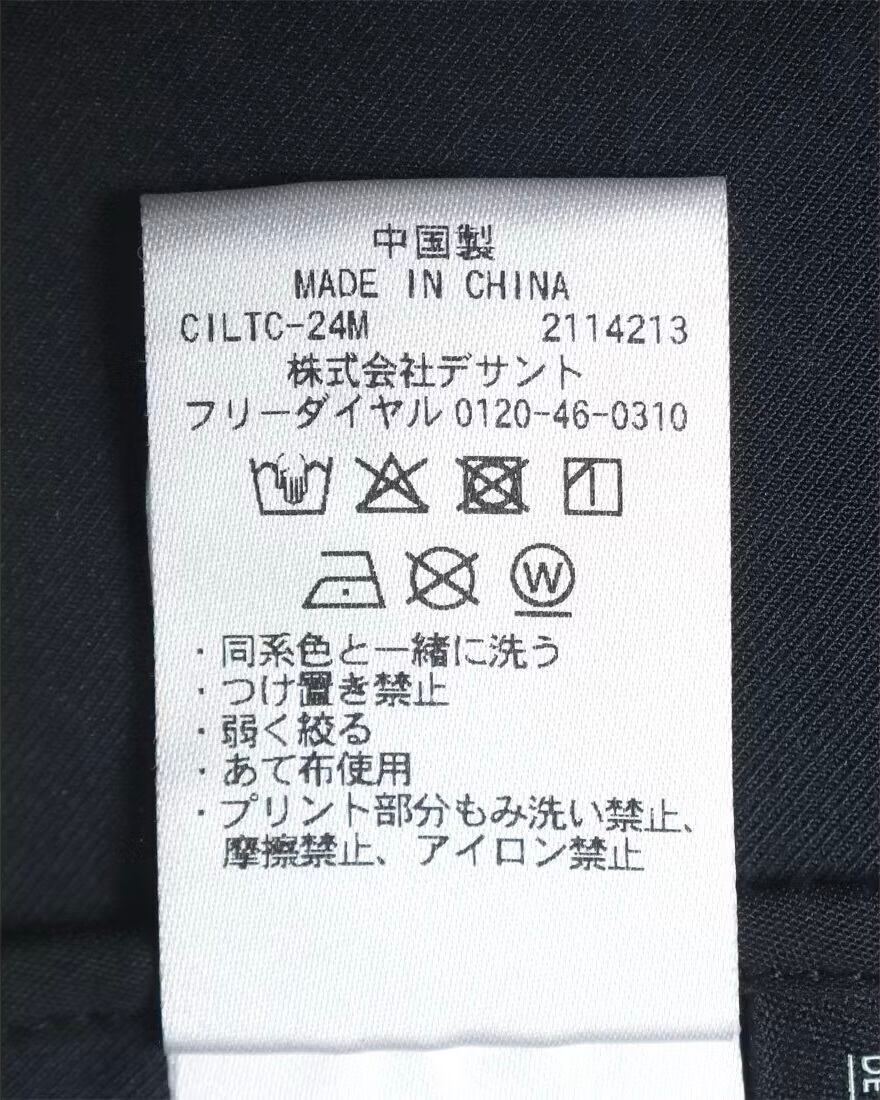 中国製
MADE IN CHINA
CILTC-24M 2114213
株式会社デサント
フリーダイヤル 0120-46-0310
W
・同系色と一緒に洗う
・つけ置き禁止
・弱く絞る
・あて布使用
・プリント部分もみ洗い禁止、
摩擦禁止、アイロン禁止
DE